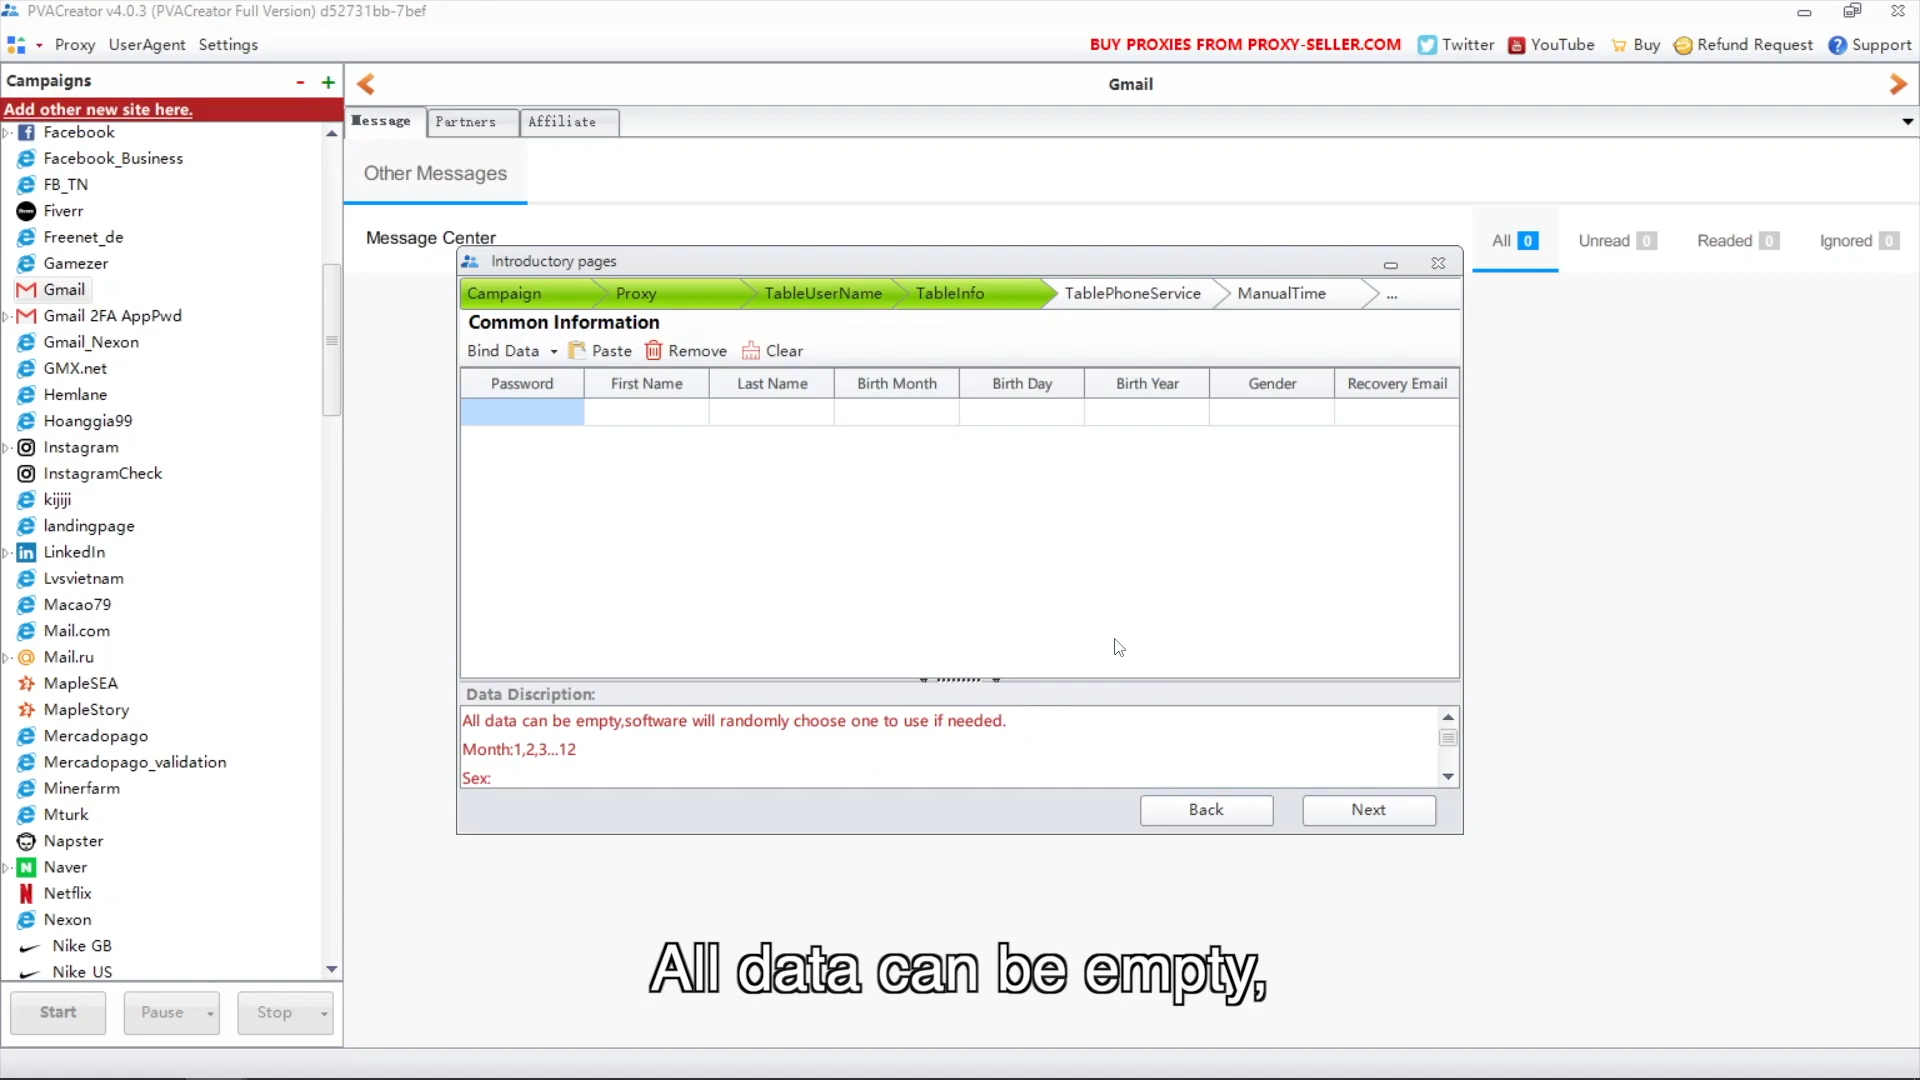 PVACreator v4.0.3 (PVACreator Full Version) d52731bb-7bef
Proxy UserAgent Settings
BUY PROXIES FROM PROXY-SELLER.COM Twitter YouTube Buy Refund Request Support
Campaigns - +
Gmail
Add other new site here.
Message Partners Affiliate
Facebook
Facebook_Business
FB_TN
Fiverr
Freenet_de
Gamezer
Gmail
Gmail 2FA AppPwd
Gmail_Nexon
GMX.net
Hemlane
Hoanggia99
Instagram
InstagramCheck
kijiji
landingpage
LinkedIn
Lvsvietnam
Macao79
Mail.com
Mail.ru
MapleSEA
MapleStory
Mercadopago
Mercadopago_validation
Minerfarm
Mturk
Napster
Naver
Netflix
Nexon
Nike GB
Nike US
Start Pause Stop
Other Messages
Message Center
All 0 Unread 0 Readed 0 Ignored 0
Introductory pages
Campaign Proxy TableUserName TableInfo TablePhoneService ManualTime ...
Common Information
Bind Data Paste Remove Clear
Password First Name Last Name Birth Month Birth Day Birth Year Gender Recovery Email
Data Discription:
All data can be empty,software will randomly choose one to use if needed.
Month:1,2,3...12
Sex:
Back Next
All data can be empty,